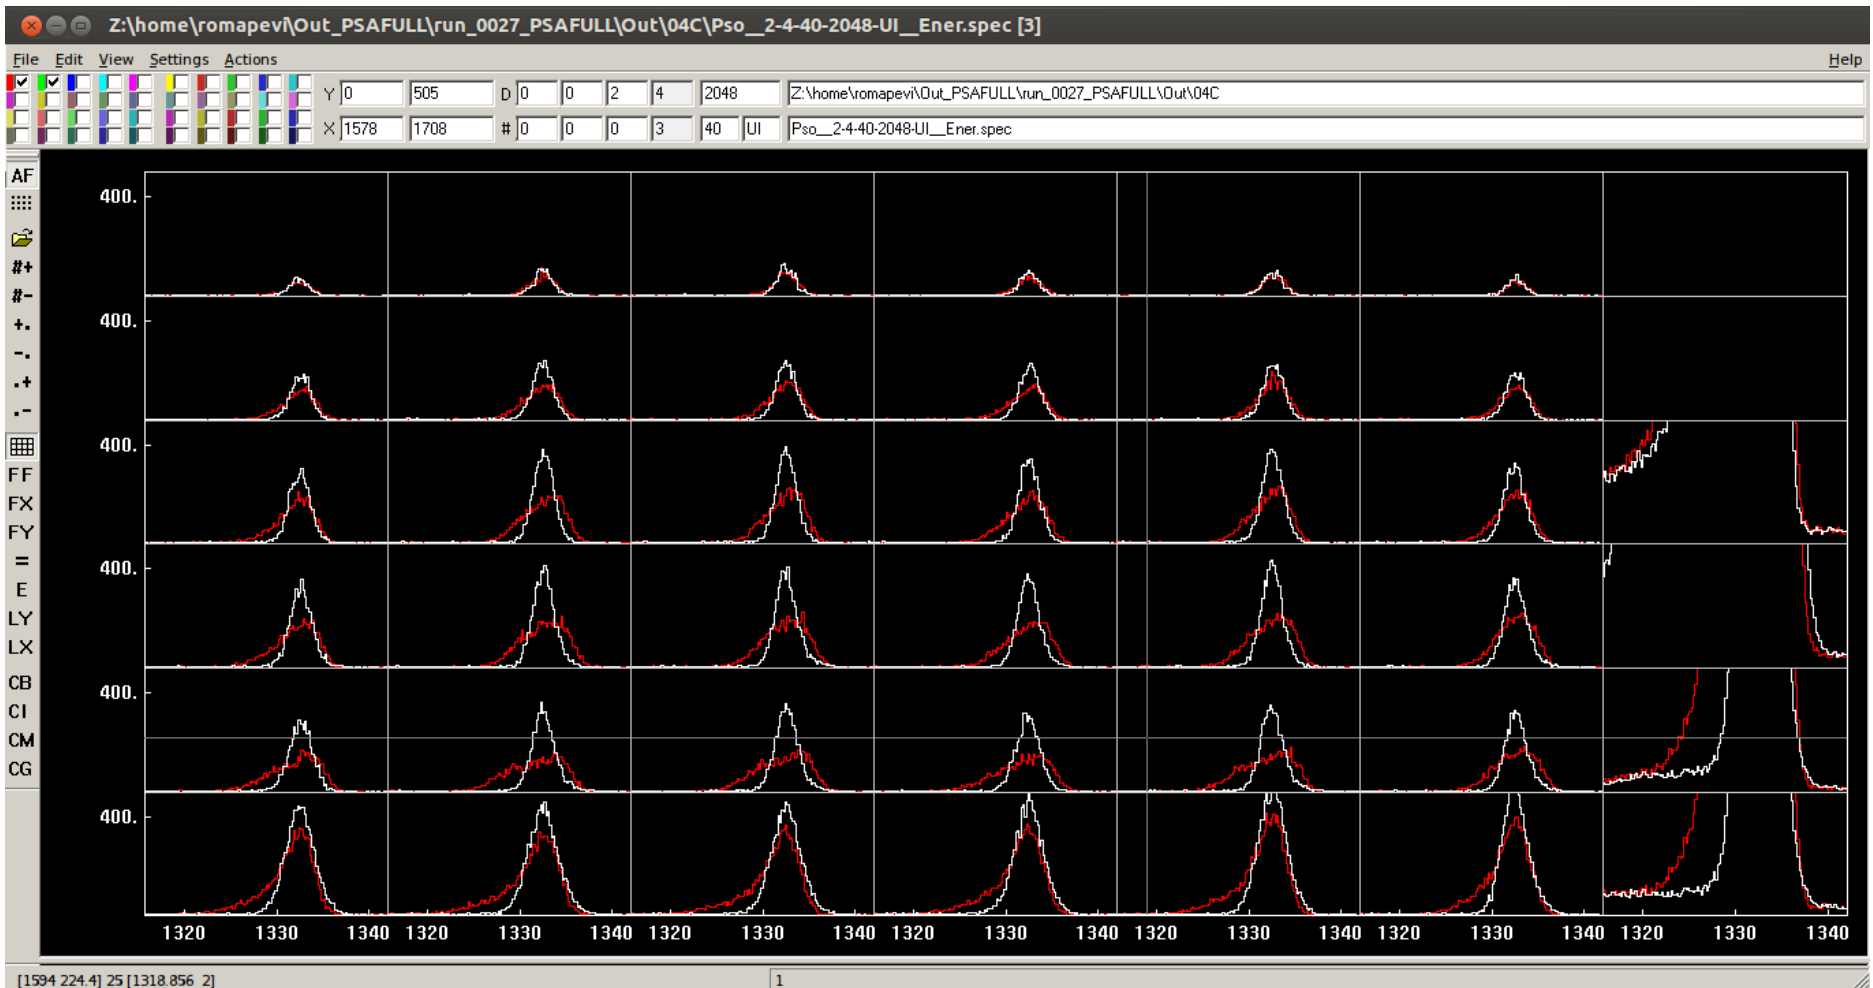 Z:\home\romapevi\Out_PSAFULL\run_0027_PSAFULL\Out\04C\Pso__2-4-40-2048-UI__Ener.spec [3]
File Edit View Settings Actions Help
Y 0 505 D 0 0 2 4 2048 Z:\home\romapevi\Out_PSAFULL\run_0027_PSAFULL\Out\04C
X 1578 1708 # 0 0 0 3 40 UI Pso__2-4-40-2048-UI__Ener.spec
AF
#+
#-
+.
-.
.+
.-
FF
FX
FY
=
E
LY
LX
CB
CI
CM
CG
400.
400.
400.
400.
400.
400.
1320 1330 1340 1320 1330 1340 1320 1330 1340 1320 1330 1340 1320 1330 1340 1320 1330 1340 1320 1330 1340
[1594 224.4] 25 [1318.856 2] 1